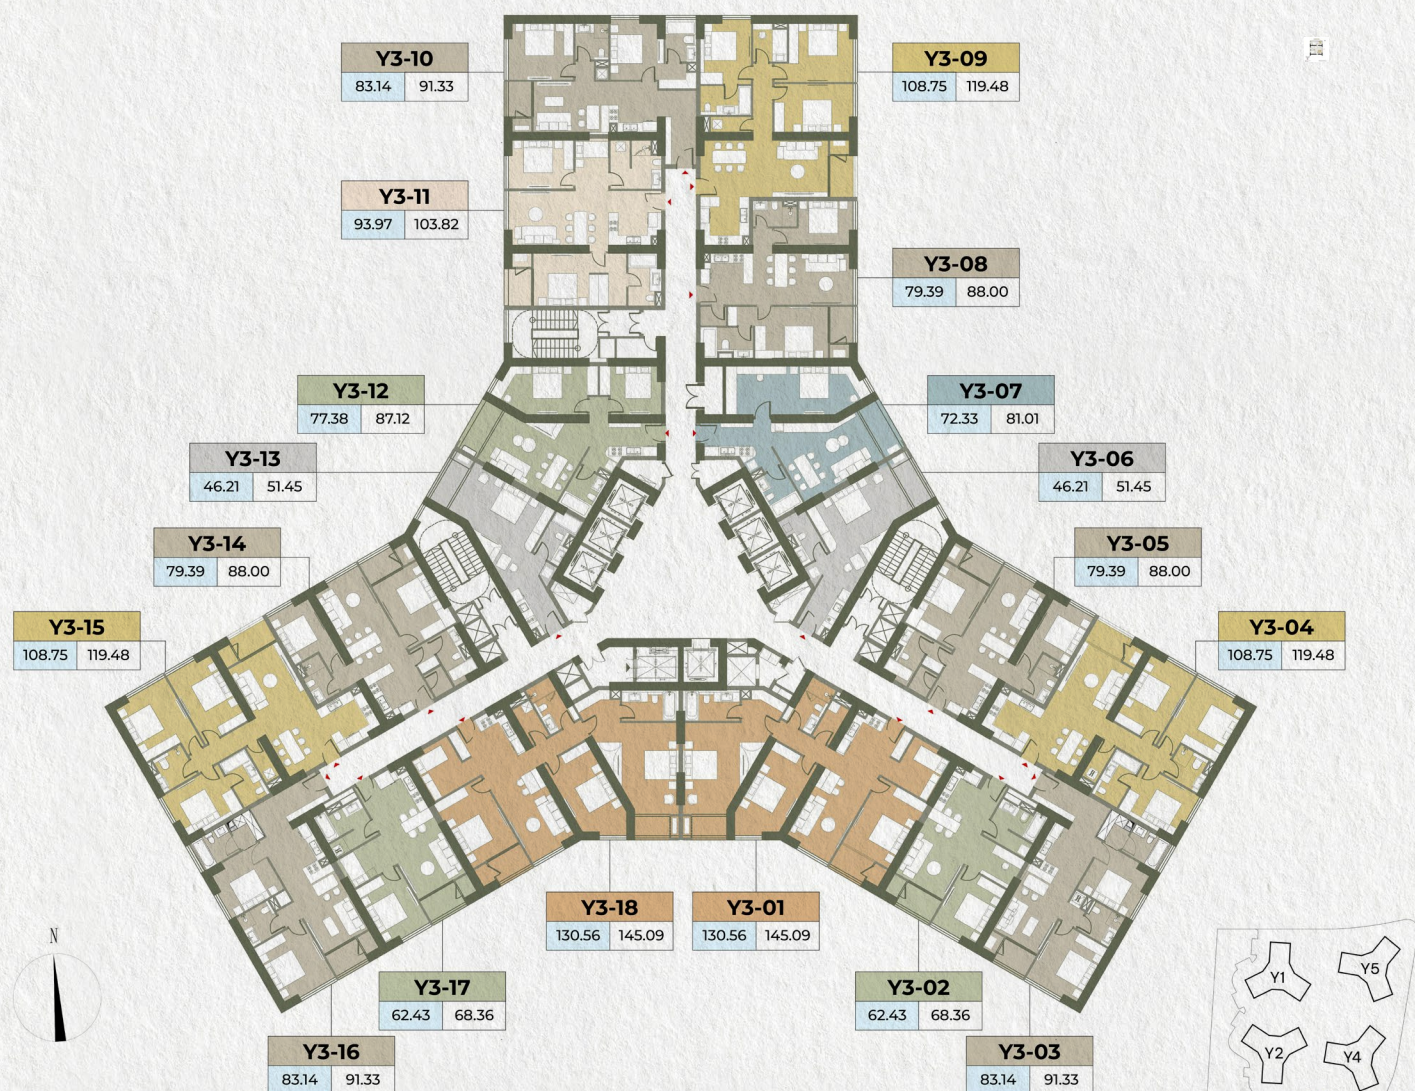 Y3-10
83.14 91.33
Y3-09
108.75 119.48
Y3-11
93.97 103.82
Y3-08
79.39 88.00
Y3-12
77.38 87.12
Y3-07
72.33 81.01
Y3-13
46.21 51.45
Y3-06
46.21 51.45
Y3-14
79.39 88.00
Y3-05
79.39 88.00
Y3-15
108.75 119.48
Y3-04
108.75 119.48
Y3-18
130.56 145.09
Y3-01
130.56 145.09
Y3-17
62.43 68.36
Y3-02
62.43 68.36
Y3-16
83.14 91.33
Y3-03
83.14 91.33
N
Y1
Y5
Y2
Y4